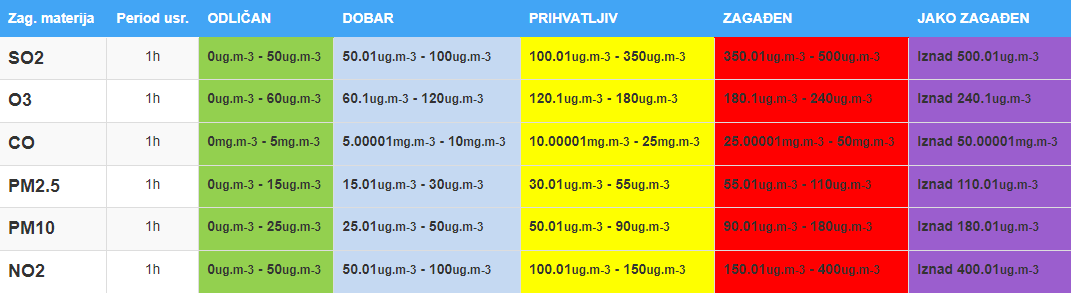 Zag. materija Period usr. ODLIČAN DOBAR PRIHVATLJIV ZAGAĐEN JAKO ZAGAĐEN
SO2 1h 0ug.m-3 - 50ug.m-3 50.01ug.m-3 - 100ug.m-3 100.01ug.m-3 - 350ug.m-3 350.01ug.m-3 - 500ug.m-3 Iznad 500.01ug.m-3
O3 1h 0ug.m-3 - 60ug.m-3 60.1ug.m-3 - 120ug.m-3 120.1ug.m-3 - 180ug.m-3 180.1ug.m-3 - 240ug.m-3 Iznad 240.1ug.m-3
CO 1h 0mg.m-3 - 5mg.m-3 5.00001mg.m-3 - 10mg.m-3 10.00001mg.m-3 - 25mg.m-3 25.00001mg.m-3 - 50mg.m-3 Iznad 50.00001mg.m-3
PM2.5 1h 0ug.m-3 - 15ug.m-3 15.01ug.m-3 - 30ug.m-3 30.01ug.m-3 - 55ug.m-3 55.01ug.m-3 - 110ug.m-3 Iznad 110.01ug.m-3
PM10 1h 0ug.m-3 - 25ug.m-3 25.01ug.m-3 - 50ug.m-3 50.01ug.m-3 - 90ug.m-3 90.01ug.m-3 - 180ug.m-3 Iznad 180.01ug.m-3
NO2 1h 0ug.m-3 - 50ug.m-3 50.01ug.m-3 - 100ug.m-3 100.01ug.m-3 - 150ug.m-3 150.01ug.m-3 - 400ug.m-3 Iznad 400.01ug.m-3